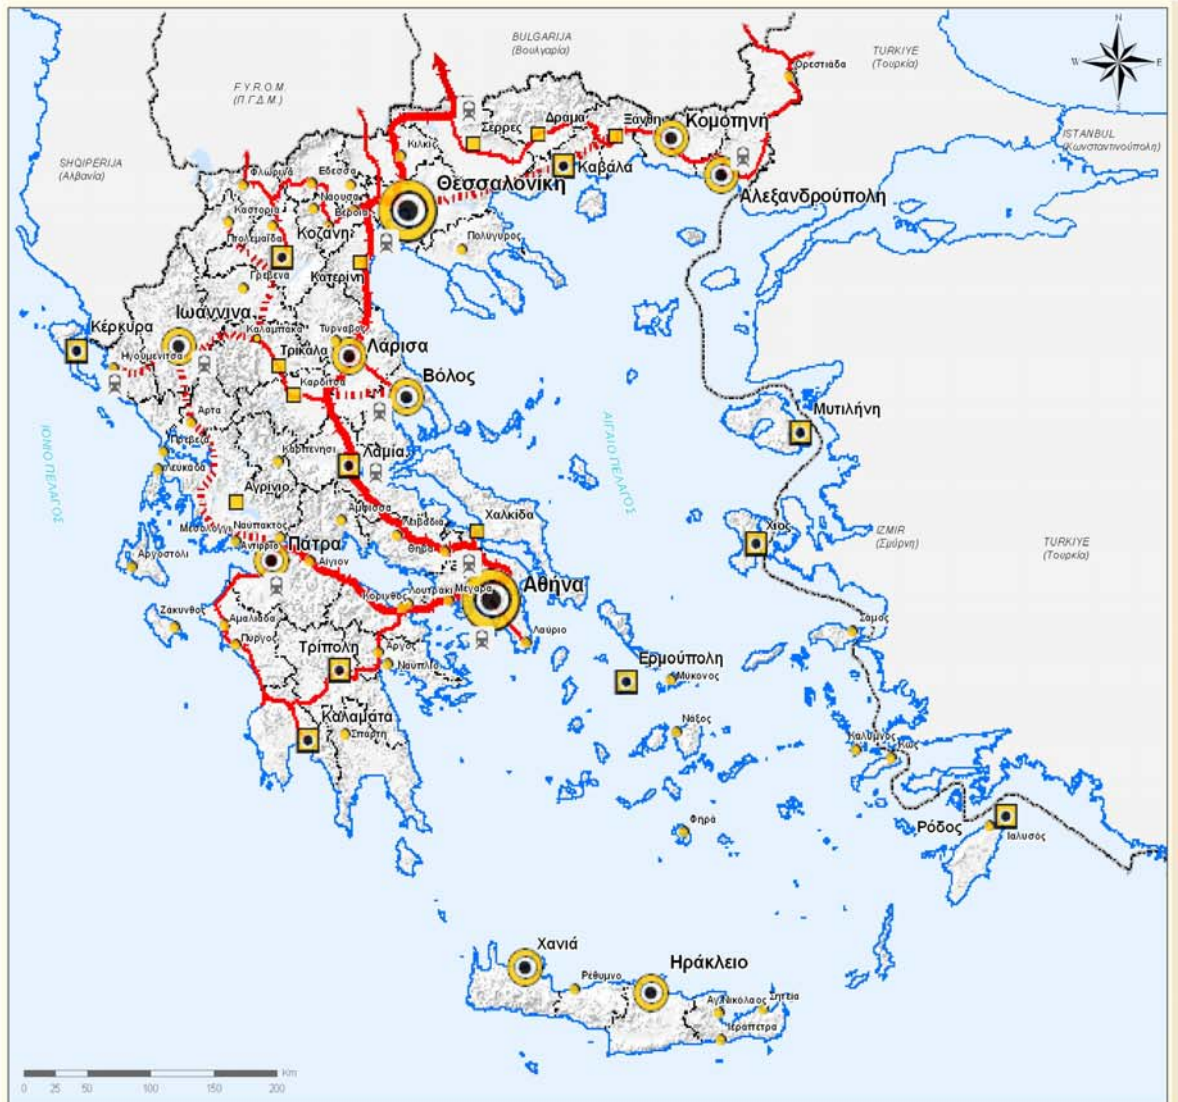 N
W
E
S
BULGARIJA
(Βουλγαρία)
TURKIYE
(Τουρκία)
F.Y.R.O.M.
(Π.Γ.Δ.Μ.)
SHQIPERIJA
(Αλβανία)
ISTANBUL
(Κωνσταντινούπολη)
Ορεστιάδα
Κομοτηνή
Ξάνθη
Δράμα
Σέρρες
Κιλκίς
Καβάλα
Θεσσαλονίκη
Αλεξανδρούπολη
Φλώρινα
Έδεσσα
Νάουσα
Βέροια
Καστοριά
Κοζάνη
Πτολεμαΐδα
Πολύγυρος
Κατερίνη
Γρεβενά
Ιωάννινα
Κέρκυρα
Ηγουμενίτσα
Καλαμπάκα
Τύρναβος
Λάρισα
Τρίκαλα
Καρδίτσα
Βόλος
Μυτιλήνη
Άρτα
Πρέβεζα
Λευκάδα
Καρπενήσι
Λαμία
ΙΟΝΙΟ ΠΕΛΑΓΟΣ
ΑΙΓΑΙΟ ΠΕΛΑΓΟΣ
Αγρίνιο
Άμφισσα
Λειβαδιά
Χαλκίδα
Χίος
IZMIR
(Σμύρνη)
TURKIYE
(Τουρκία)
Μεσολόγγι
Ναύπακτος
Αντίρριο
Πάτρα
Αίγιον
Θήβα
Αργοστόλι
Αθήνα
Μέγαρα
Λουτράκι
Κόρινθος
Ζάκυνθος
Αμαλιάδα
Πύργος
Λαύριο
Σάμος
Τρίπολη
Άργος
Ναύπλιο
Ερμούπολη
Μύκονος
Καλαμάτα
Σπάρτη
Νάξος
Κάλυμνος
Κως
Φηρά
Ρόδος
Ιαλυσός
Χανιά
Ρέθυμνο
Ηράκλειο
Αγ.Νικόλαος
Σητεία
Ιεράπετρα
Km
0 25 50 100 150 200